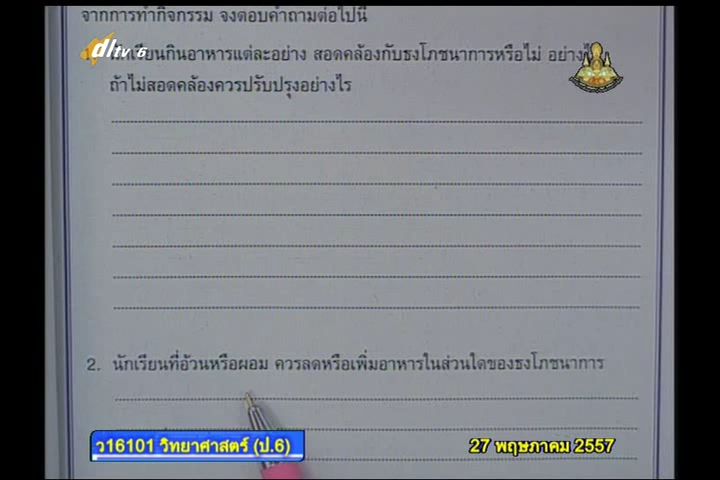 จากการทำกิจกรรม จงตอบคำถามต่อไปนี้
dltv 6
เรียนกินอาหารแต่ละอย่าง สอดคล้องกับธงโภชนาการหรือไม่ อย่างไร
ถ้าไม่สอดคล้องควรปรับปรุงอย่างไร
2. นักเรียนที่อ้วนหรือผอม ควรลดหรือเพิ่มอาหารในส่วนใดของธงโภชนาการ
ว16101 วิทยาศาสตร์ (ป.6)
27 พฤษภาคม 2557